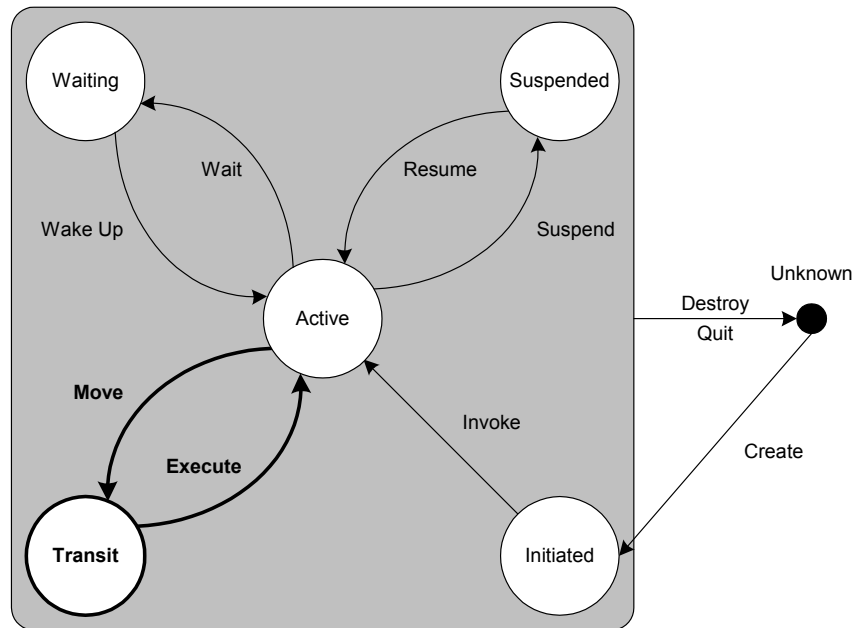 Waiting
Suspended
Wait
Resume
Wake Up
Suspend
Unknown
Active
Destroy
Quit
Move
Invoke
Execute
Create
Transit
Initiated